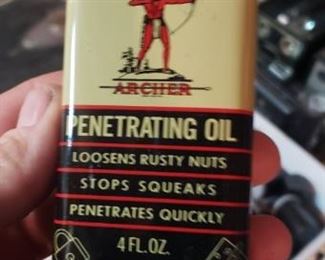 ARCHER
PENETRATING OIL
LOOSENS RUSTY NUTS
STOPS SQUEAKS
PENETRATES QUICKLY
4 FL. OZ.